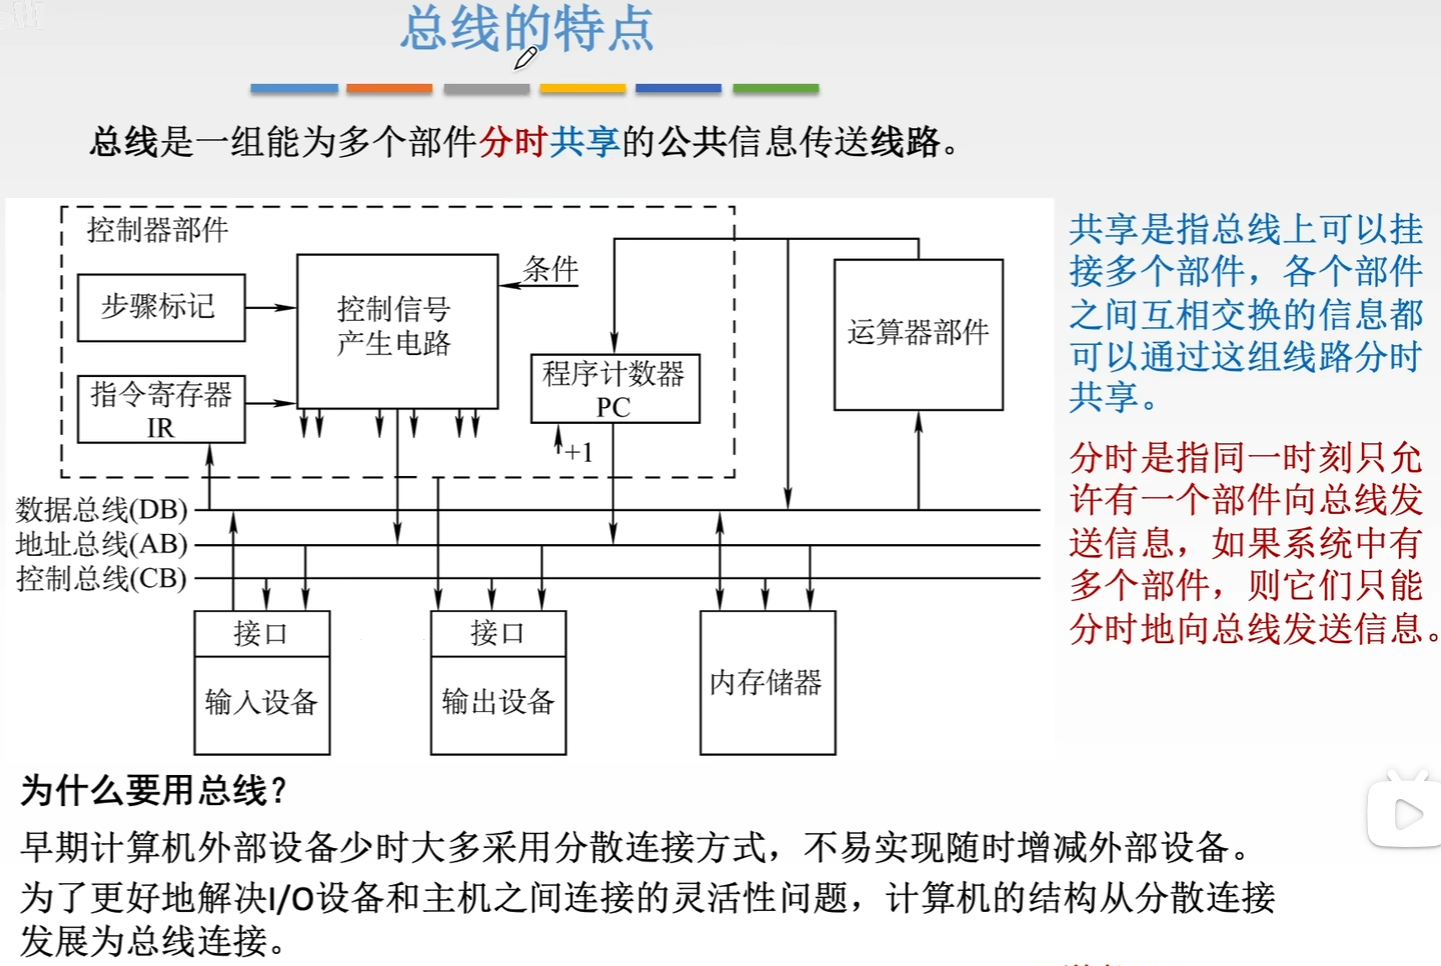 总线的特点
总线是一组能为多个部件分时共享的公共信息传送线路。
控制器部件
步骤标记
指令寄存器
IR
控制信号
产生电路
条件
程序计数器
PC
+1
运算器部件
数据总线(DB)
地址总线(AB)
控制总线(CB)
接口
输入设备
接口
输出设备
内存储器
共享是指总线上可以挂
接多个部件，各个部件
之间互相交换的信息都
可以通过这组线路分时
共享。
分时是指同一时刻只允
许有一个部件向总线发
送信息，如果系统中有
多个部件，则它们只能
分时地向总线发送信息。
为什么要用总线？
早期计算机外部设备少时大多采用分散连接方式，不易实现随时增减外部设备。
为了更好地解决I/O设备和主机之间连接的灵活性问题，计算机的结构从分散连接
发展为总线连接。